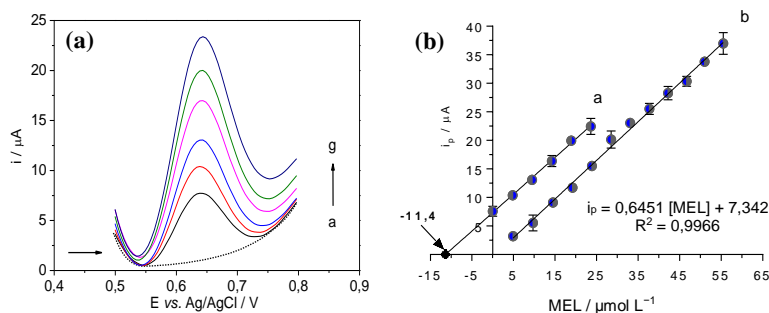 (a)
25
20
15
10
5
0
i / µA
g
a
0,4 0,5 0,6 0,7 0,8 0,9
E vs. Ag/AgCl / V
(b)
b
40
35
30
25
20
15
10
5
0
i p / µA
a
-11,4
iₚ = 0,6451 [MEL] + 7,342
R² = 0,9966
-15 -5 5 15 25 35 45 55 65
MEL / µmol L⁻¹